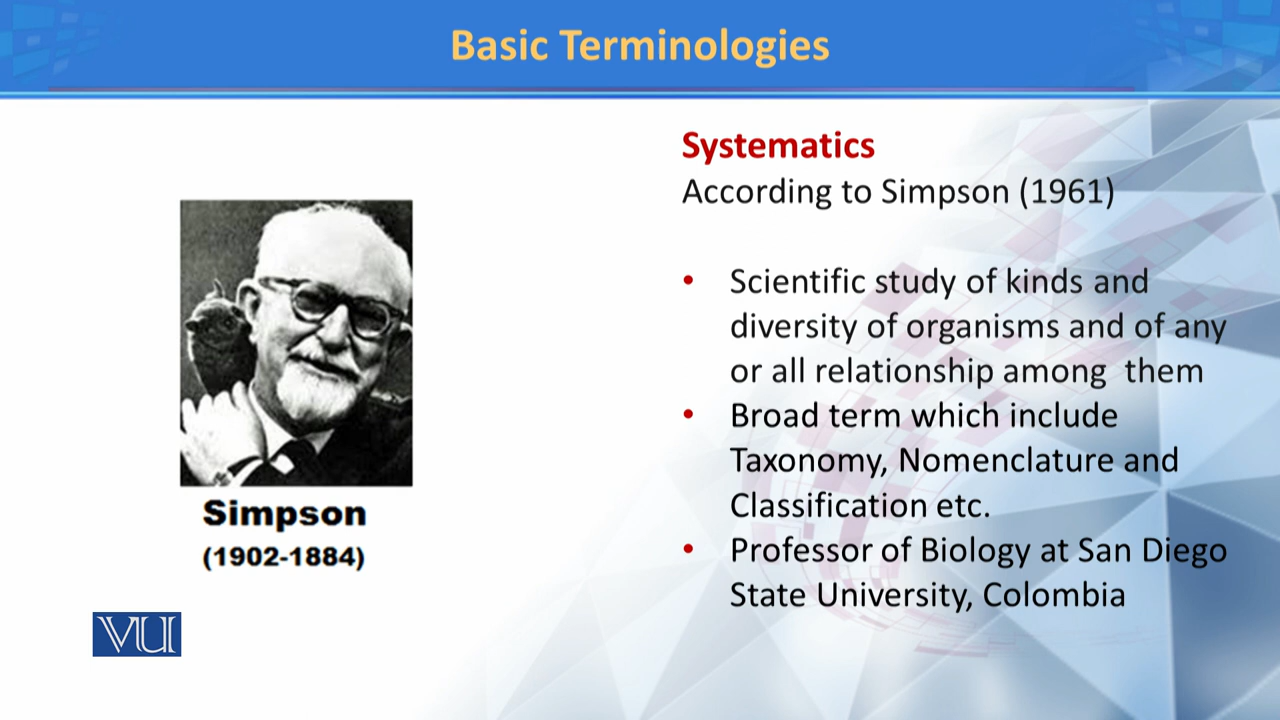 Basic Terminologies
Systematics
According to Simpson (1961)
• Scientific study of kinds and
diversity of organisms and of any
or all relationship among them
• Broad term which include
Taxonomy, Nomenclature and
Classification etc.
• Professor of Biology at San Diego
State University, Colombia
Simpson
(1902-1884)
VU